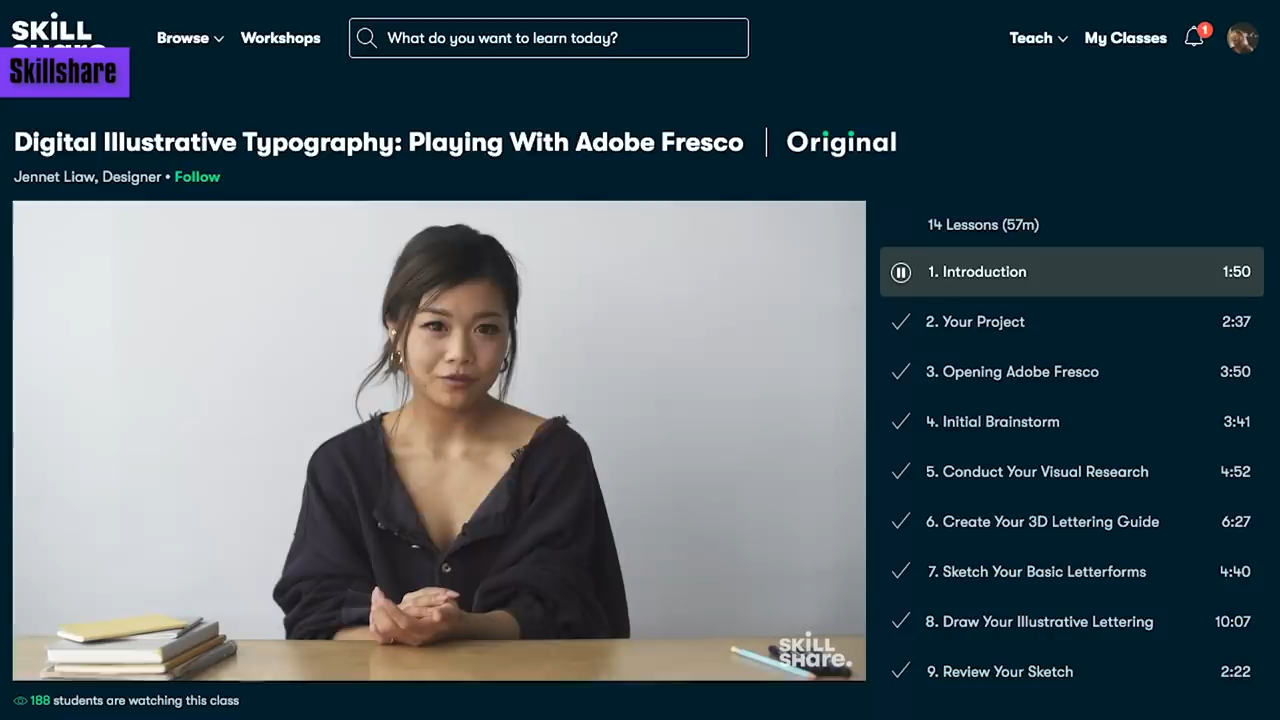 SKILL
share
Skillshare
Browse
Workshops
What do you want to learn today?
Teach
My Classes
1
Digital Illustrative Typography: Playing With Adobe Fresco | Original
Jennet Liaw, Designer • Follow
14 Lessons (57m)
1. Introduction 1:50
2. Your Project 2:37
3. Opening Adobe Fresco 3:50
4. Initial Brainstorm 3:41
5. Conduct Your Visual Research 4:52
6. Create Your 3D Lettering Guide 6:27
7. Sketch Your Basic Letterforms 4:40
8. Draw Your Illustrative Lettering 10:07
9. Review Your Sketch 2:22
SKILL
SHARE.
188 students are watching this class